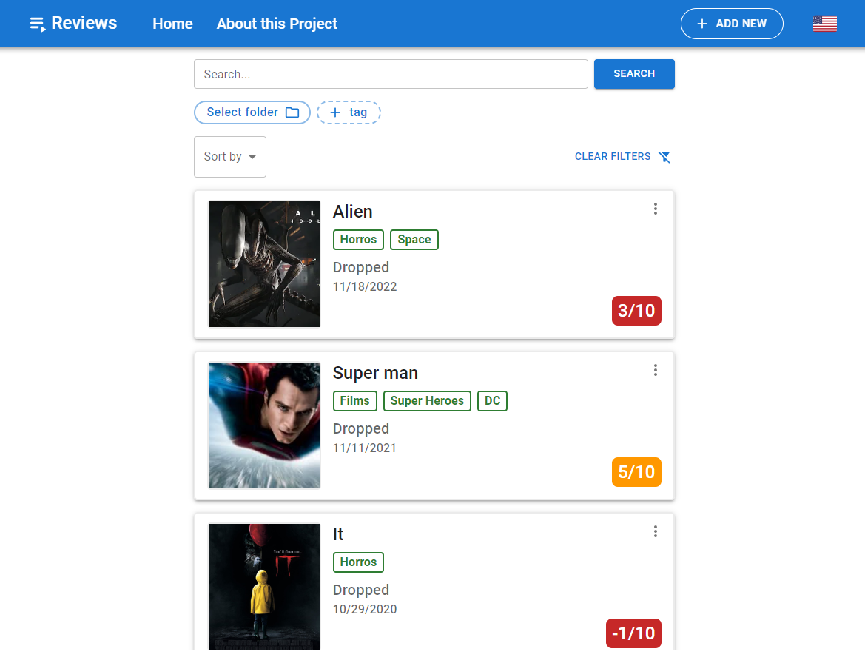 Reviews Home About this Project + ADD NEW
Search...
SEARCH
Select folder + tag
Sort by
CLEAR FILTERS
Alien
Horros Space
Dropped
11/18/2022
3/10
Super man
Films Super Heroes DC
Dropped
11/11/2021
5/10
It
Horros
Dropped
10/29/2020
-1/10
IT